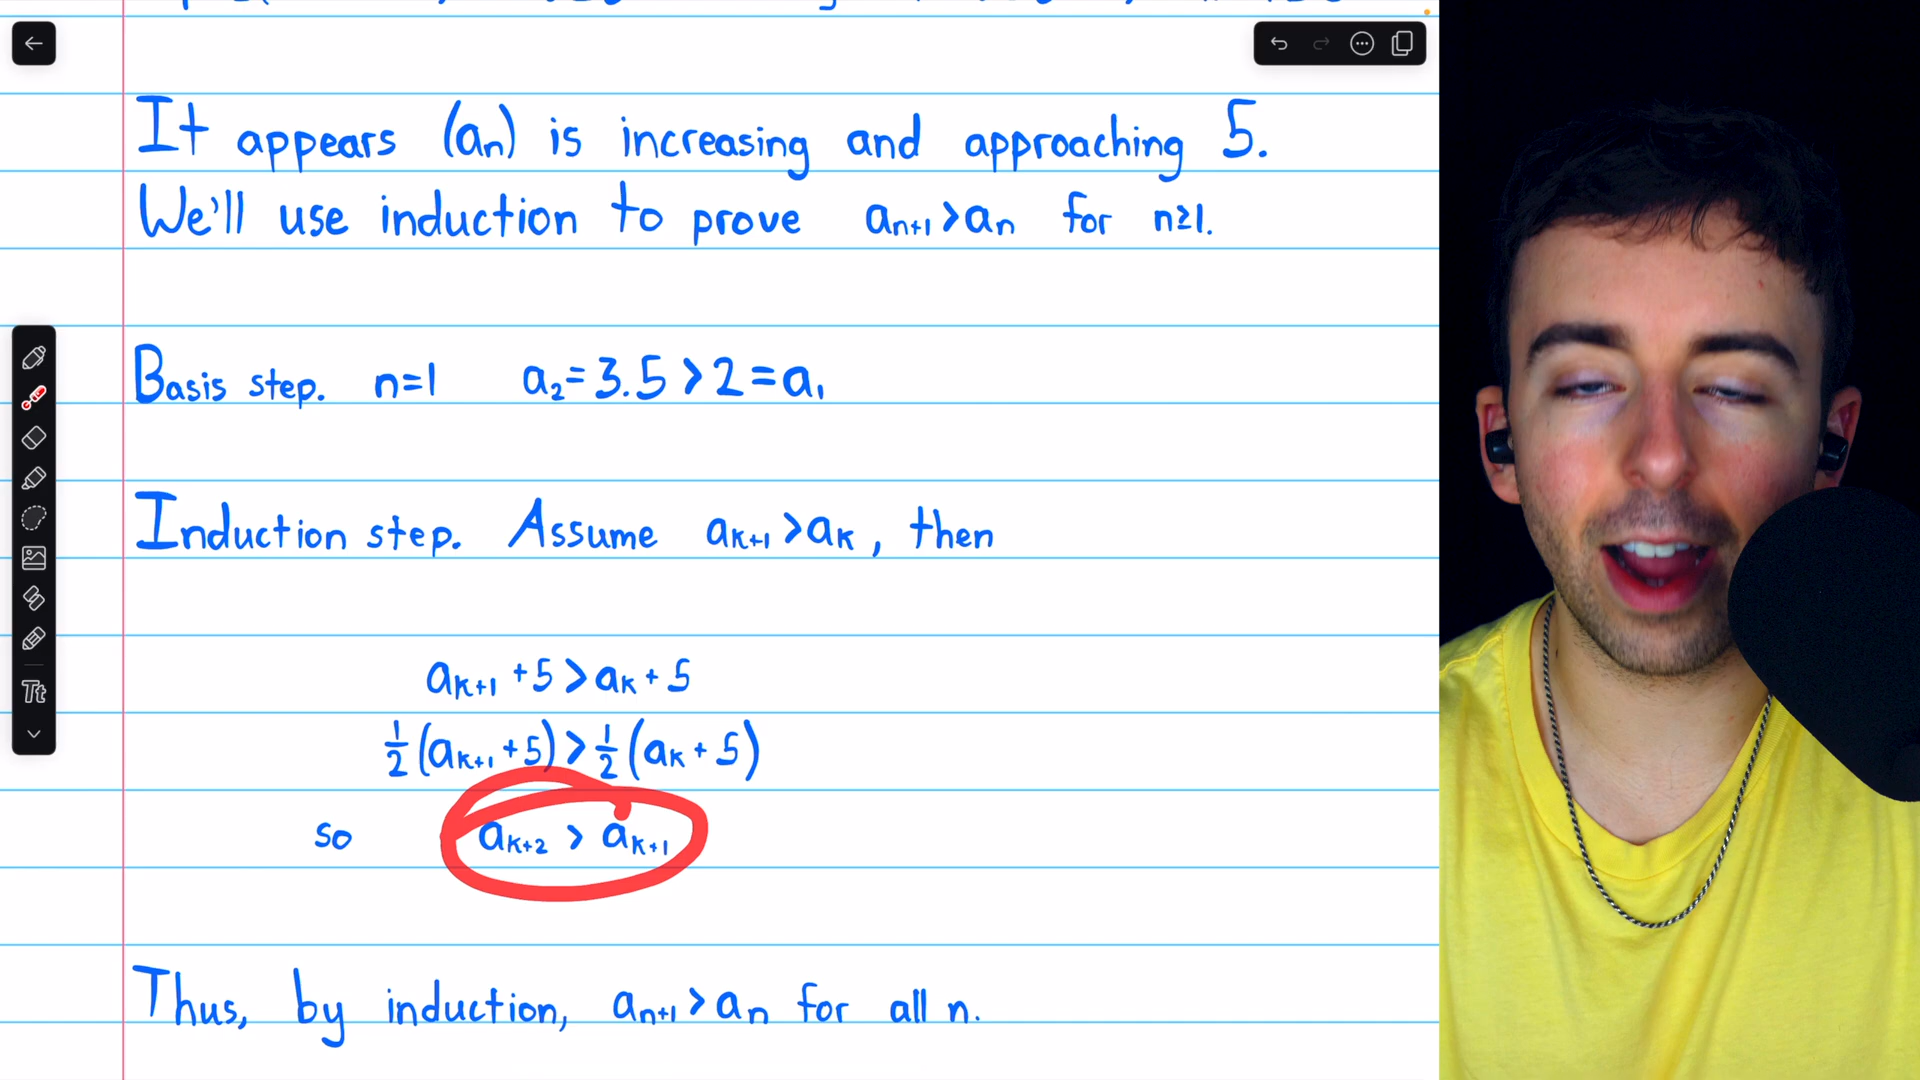 It appears (aₙ) is increasing and approaching 5.
We'll use induction to prove aₙ₊₁ > aₙ for n≥1.
Basis step. n=1 a₂ = 3.5 > 2 = a₁
Induction step. Assume aₖ₊₁ > aₖ, then
aₖ₊₁ + 5 > aₖ + 5
½(aₖ₊₁ + 5) > ½(aₖ + 5)
so aₖ₊₂ > aₖ₊₁
Thus, by induction, aₙ₊₁ > aₙ for all n.
Tt